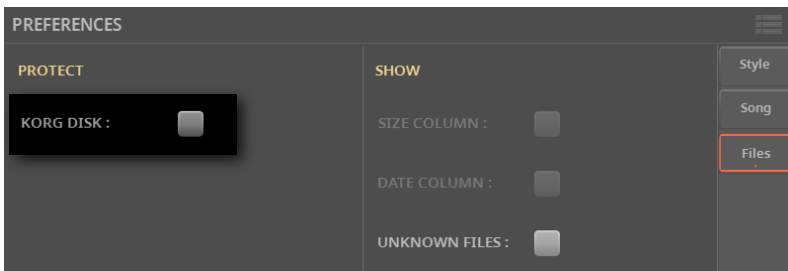 PREFERENCES
PROTECT
KORG DISK :
SHOW
SIZE COLUMN :
DATE COLUMN :
UNKNOWN FILES :
Style
Song
Files